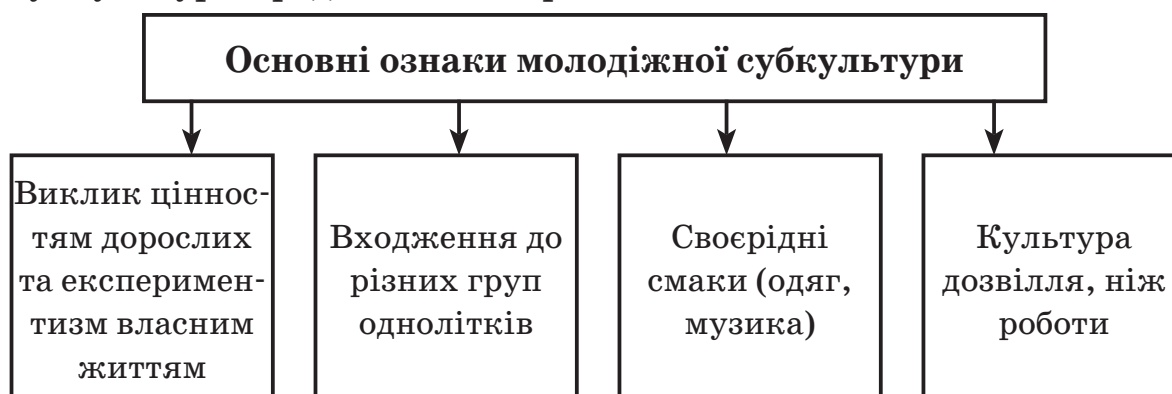 Основні ознаки молодіжної субкультури
Виклик ціннос-
тям дорослих
та експеримен-
тизм власним
життям
Входження до
різних груп
однолітків
Своєрідні
смаки (одяг,
музика)
Культура
дозвілля, ніж
роботи